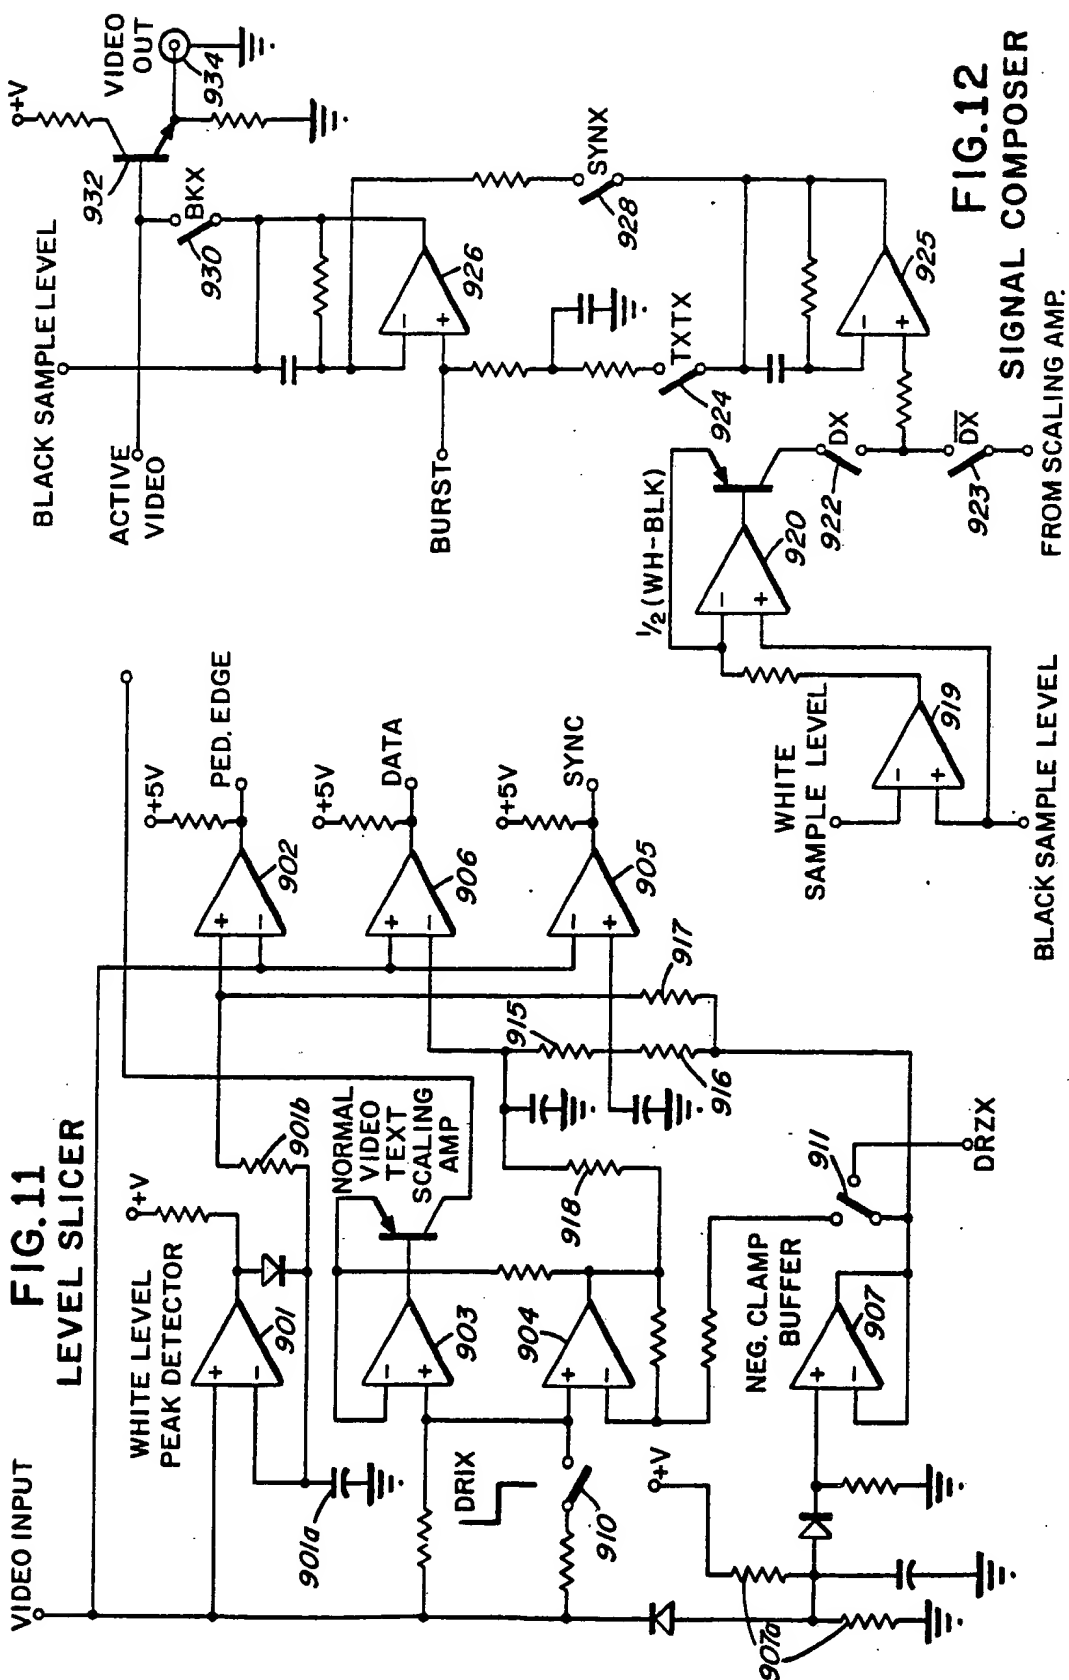 FIG.11
LEVEL SLICER
VIDEO INPUT
WHITE LEVEL
PEAK DETECTOR
+V
901
901a
901b
+5V
PED. EDGE
902
NORMAL
VIDEO
TEXT
SCALING
AMP
903
+5V
DATA
906
DRIX
910
904
918
915
916
917
+5V
SYNC
905
+V
NEG. CLAMP
BUFFER
907
907a
911
DRZX
FIG.12
SIGNAL COMPOSER
BLACK SAMPLE LEVEL
ACTIVE
VIDEO
BURST
+V
VIDEO
OUT
932
934
BKX
930
926
SYNX
928
TXTX
924
925
½ (WH-BLK)
920
DX
922
D̅X̅
923
FROM SCALING AMP.
WHITE
SAMPLE LEVEL
919
BLACK SAMPLE LEVEL